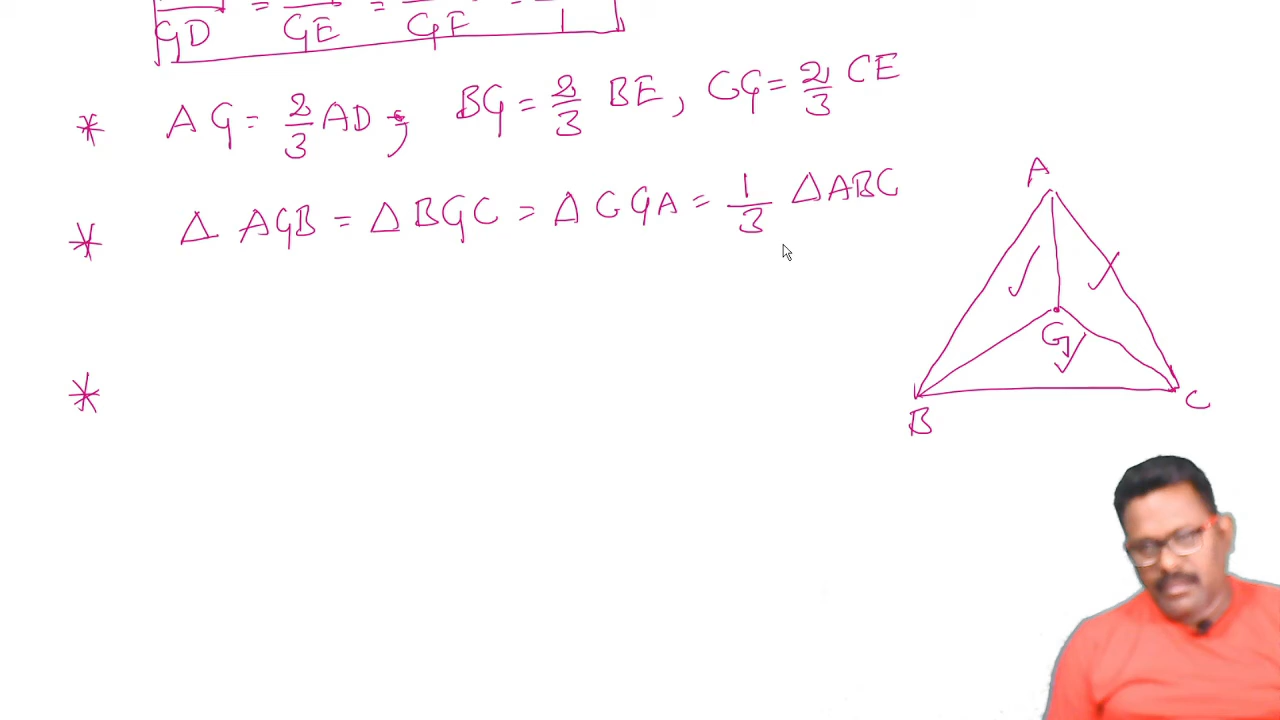 GD = GE = GF = 1
* AG = 2/3 AD ; BG = 2/3 BE, CG = 2/3 CE
* Δ AGB = Δ BGC = Δ CGA = 1/3 Δ ABC
*
A
G
B
C